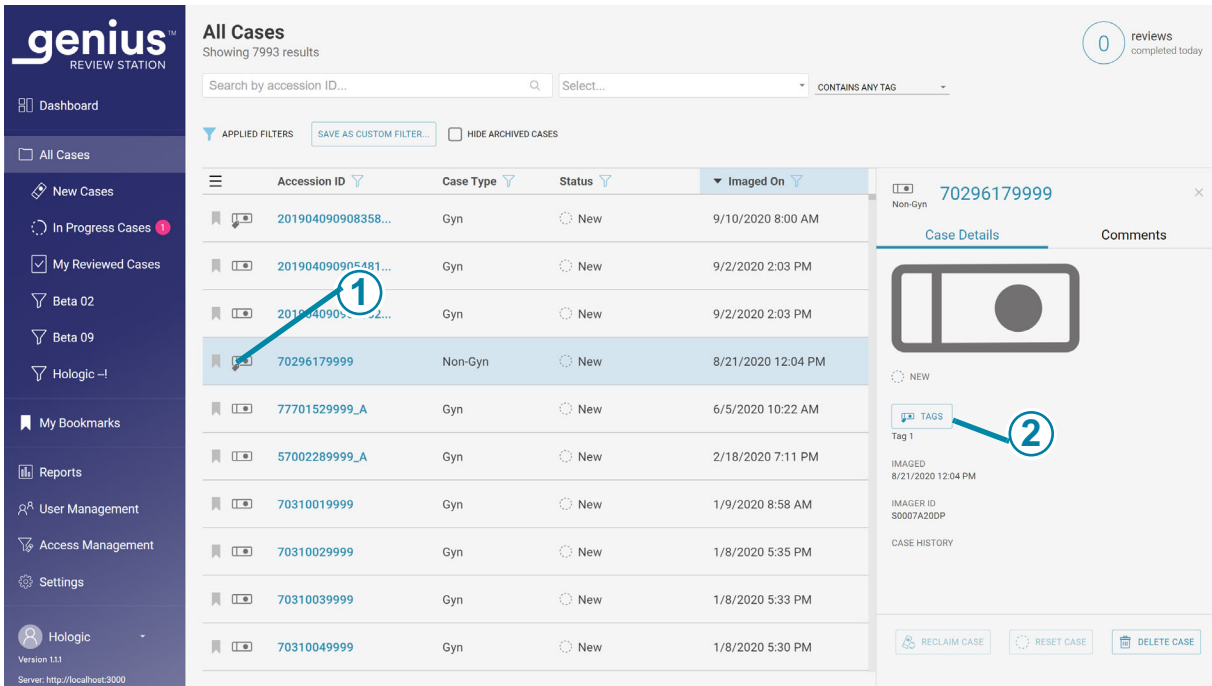 genius™
REVIEW STATION
Dashboard
All Cases
New Cases
In Progress Cases 1
My Reviewed Cases
Beta 02
Beta 09
Hologic –!
My Bookmarks
Reports
User Management
Access Management
Settings
Hologic
Version 1.1.1
Server: http://localhost:3000
All Cases
Showing 7993 results
0 reviews
completed today
Search by accession ID... Select... CONTAINS ANY TAG
APPLIED FILTERS SAVE AS CUSTOM FILTER... HIDE ARCHIVED CASES
Accession ID Case Type Status Imaged On
201904090908358... Gyn New 9/10/2020 8:00 AM
201904090905481... Gyn New 9/2/2020 2:03 PM
Gyn New 9/2/2020 2:03 PM
70296179999 Non-Gyn New 8/21/2020 12:04 PM
77701529999_A Gyn New 6/5/2020 10:22 AM
57002289999_A Gyn New 2/18/2020 7:11 PM
70310019999 Gyn New 1/9/2020 8:58 AM
70310029999 Gyn New 1/8/2020 5:35 PM
70310039999 Gyn New 1/8/2020 5:33 PM
70310049999 Gyn New 1/8/2020 5:30 PM
1
Non-Gyn 70296179999
Case Details Comments
NEW
TAGS
2
Tag 1
IMAGED
8/21/2020 12:04 PM
IMAGER ID
S0007A20DP
CASE HISTORY
RECLAIM CASE RESET CASE DELETE CASE